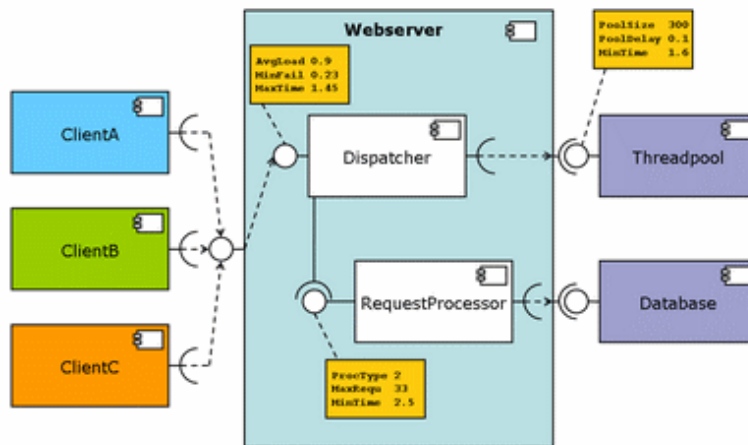 Webserver
PoolSize 300
PoolDelay 0.1
MinTime 1.6
AvgLoad 0.9
MinFail 0.23
MaxTime 1.45
ClientA
Dispatcher
Threadpool
ClientB
RequestProcessor
Database
ClientC
ProcType 2
MaxRequ 33
MinTime 2.5